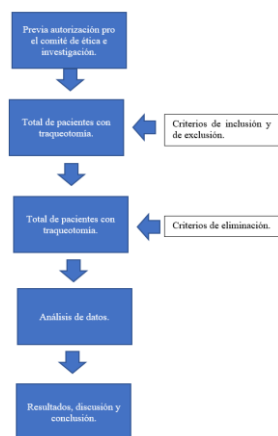 Previa autorización pro
el comité de ética e
investigación.
Total de pacientes con
traqueotomía.
Criterios de inclusión y
de exclusión.
Total de pacientes con
traqueotomía.
Criterios de eliminación.
Análisis de datos.
Resultados, discusión y
conclusión.